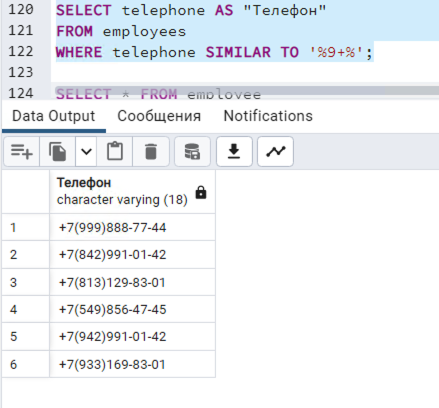 120 SELECT telephone AS "Телефон"
121 FROM employees
122 WHERE telephone SIMILAR TO '%9+%';
123
124 SELECT * FROM employee
Data Output Сообщения Notifications
Телефон
character varying (18)
1 +7(999)888-77-44
2 +7(842)991-01-42
3 +7(813)129-83-01
4 +7(549)856-47-45
5 +7(942)991-01-42
6 +7(933)169-83-01